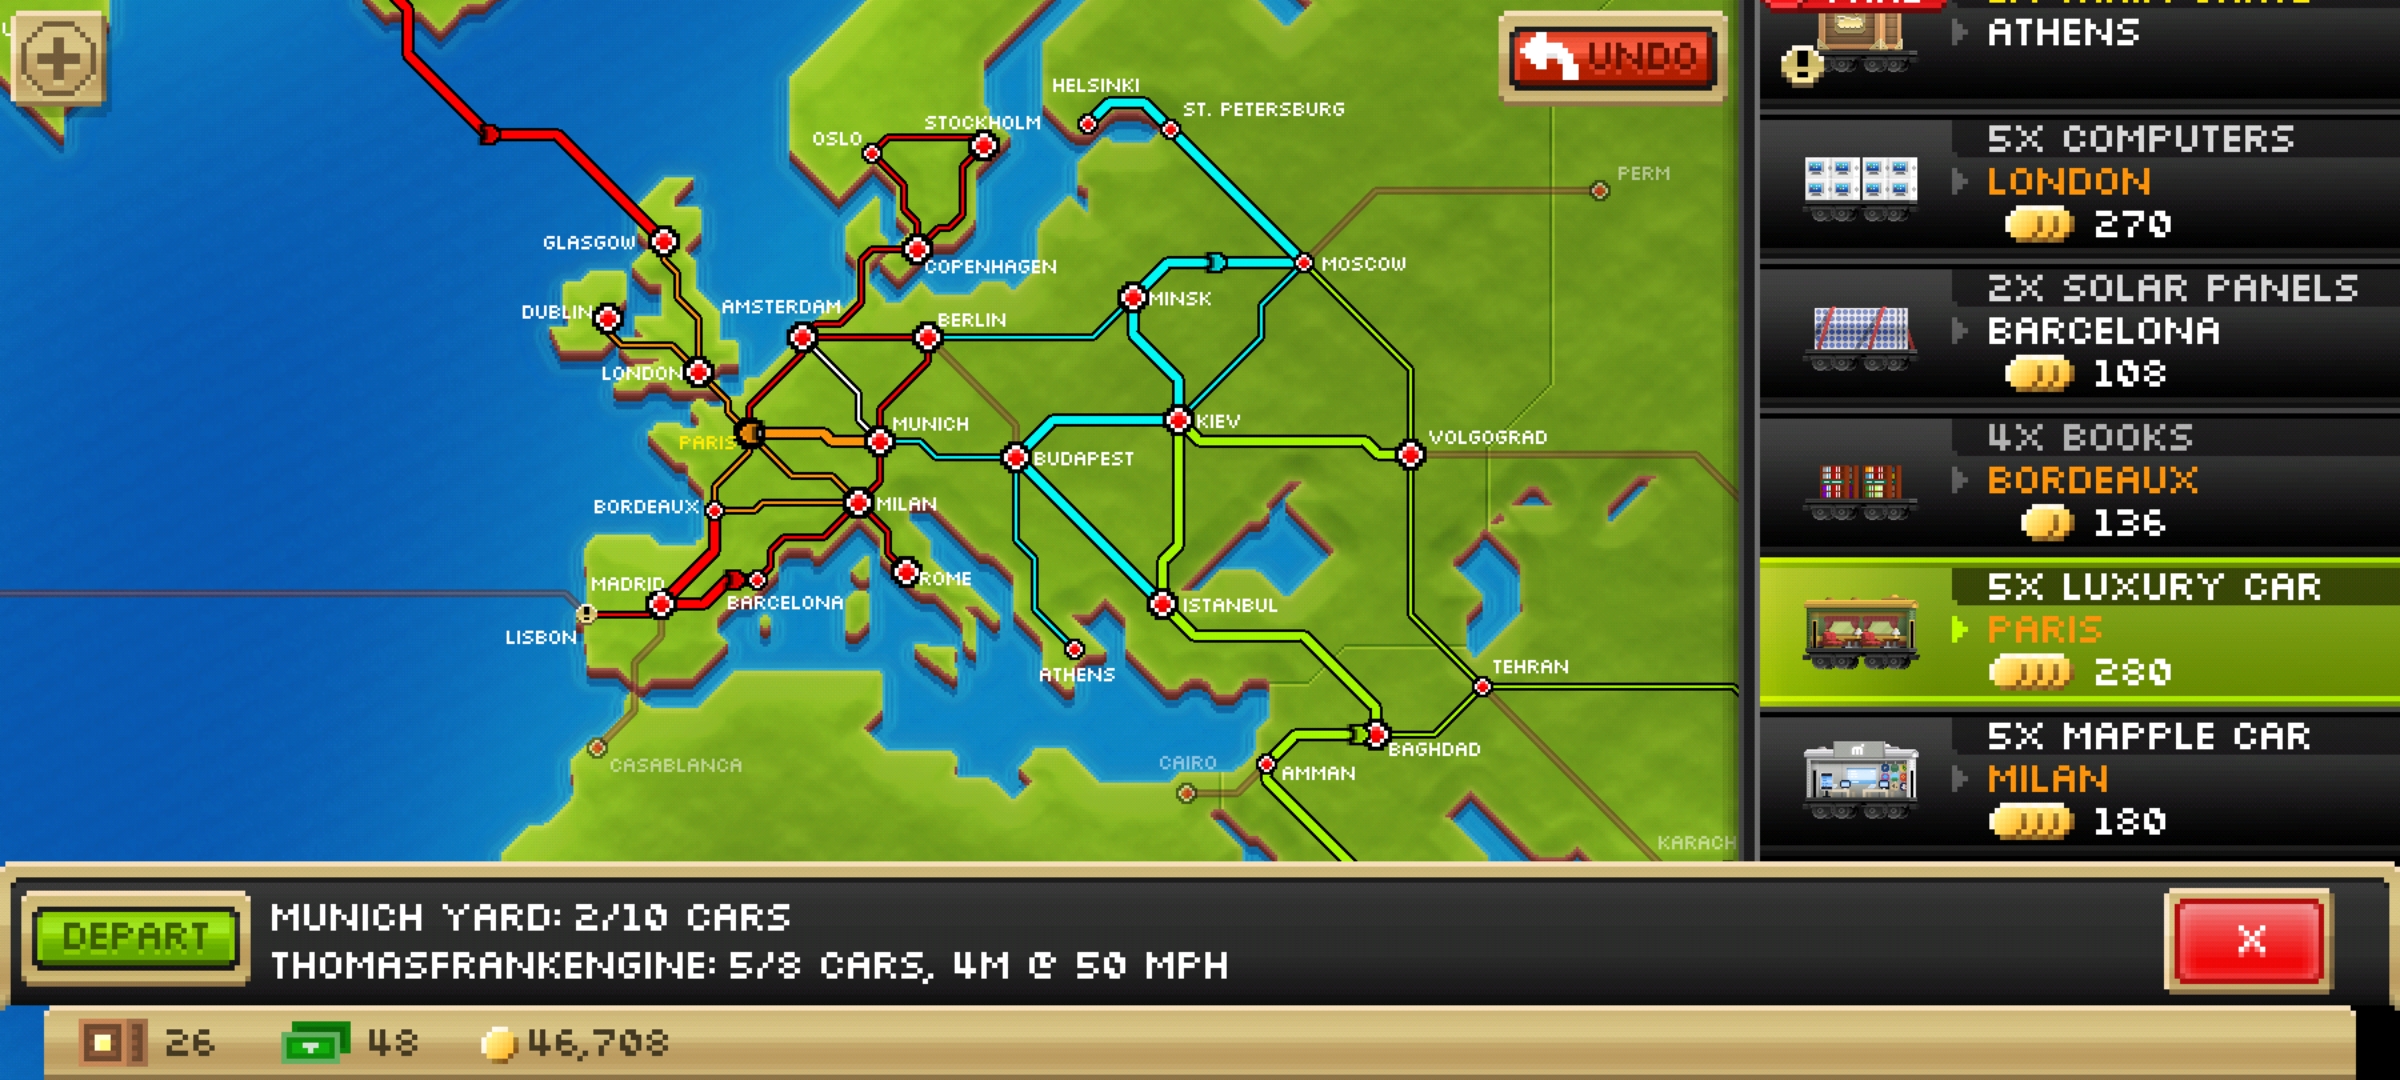 ATHENS
UNDO
HELSINKI
ST. PETERSBURG
STOCKHOLM
OSLO
5X COMPUTERS
LONDON
270
PERM
GLASGOW
COPENHAGEN
MOSCOW
MINSK
2X SOLAR PANELS
BARCELONA
108
DUBLIN
AMSTERDAM
BERLIN
LONDON
PARIS
MUNICH
KIEV
VOLGOGRAD
BUDAPEST
4X BOOKS
BORDEAUX
136
BORDEAUX
MILAN
MADRID
ROME
BARCELONA
ISTANBUL
5X LUXURY CAR
PARIS
280
LISBON
ATHENS
TEHRAN
CASABLANCA
CAIRO
AMMAN
BAGHDAD
5X MAPPLE CAR
MILAN
180
KARACH
DEPART
MUNICH YARD: 2/10 CARS
THOMASFRANKENGINE: 5/8 CARS, 4M @ 50 MPH
X
26
48
46,708